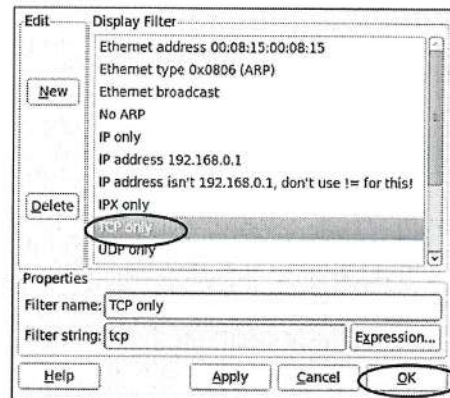 Edit
Display Filter
New
Delete
Ethernet address 00:08:15:00:08:15
Ethernet type 0x0806 (ARP)
Ethernet broadcast
No ARP
IP only
IP address 192.168.0.1
IP address isn't 192.168.0.1, don't use != for this!
IPX only
TCP only
UDP only
Properties
Filter name: TCP only
Filter string: tcp
Expression...
Help
Apply
Cancel
OK